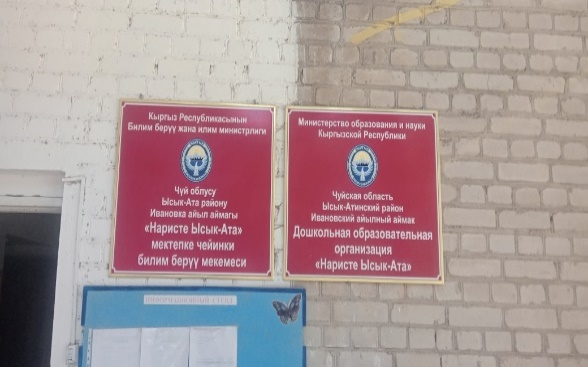 Кыргыз Республикасынын
Билим берүү жана илим министрлиги
Чүй облусу
Ысык-Ата району
Ивановка айыл аймагы
«Наристе Ысык-Ата»
мектепке чейинки
билим берүү мекемеси
Министерство образования и науки
Кыргызской Республики
Чуйская область
Ысык-Атинский район
Ивановский айылный аймак
Дошкольная образовательная
организация
«Наристе Ысык-Ата»